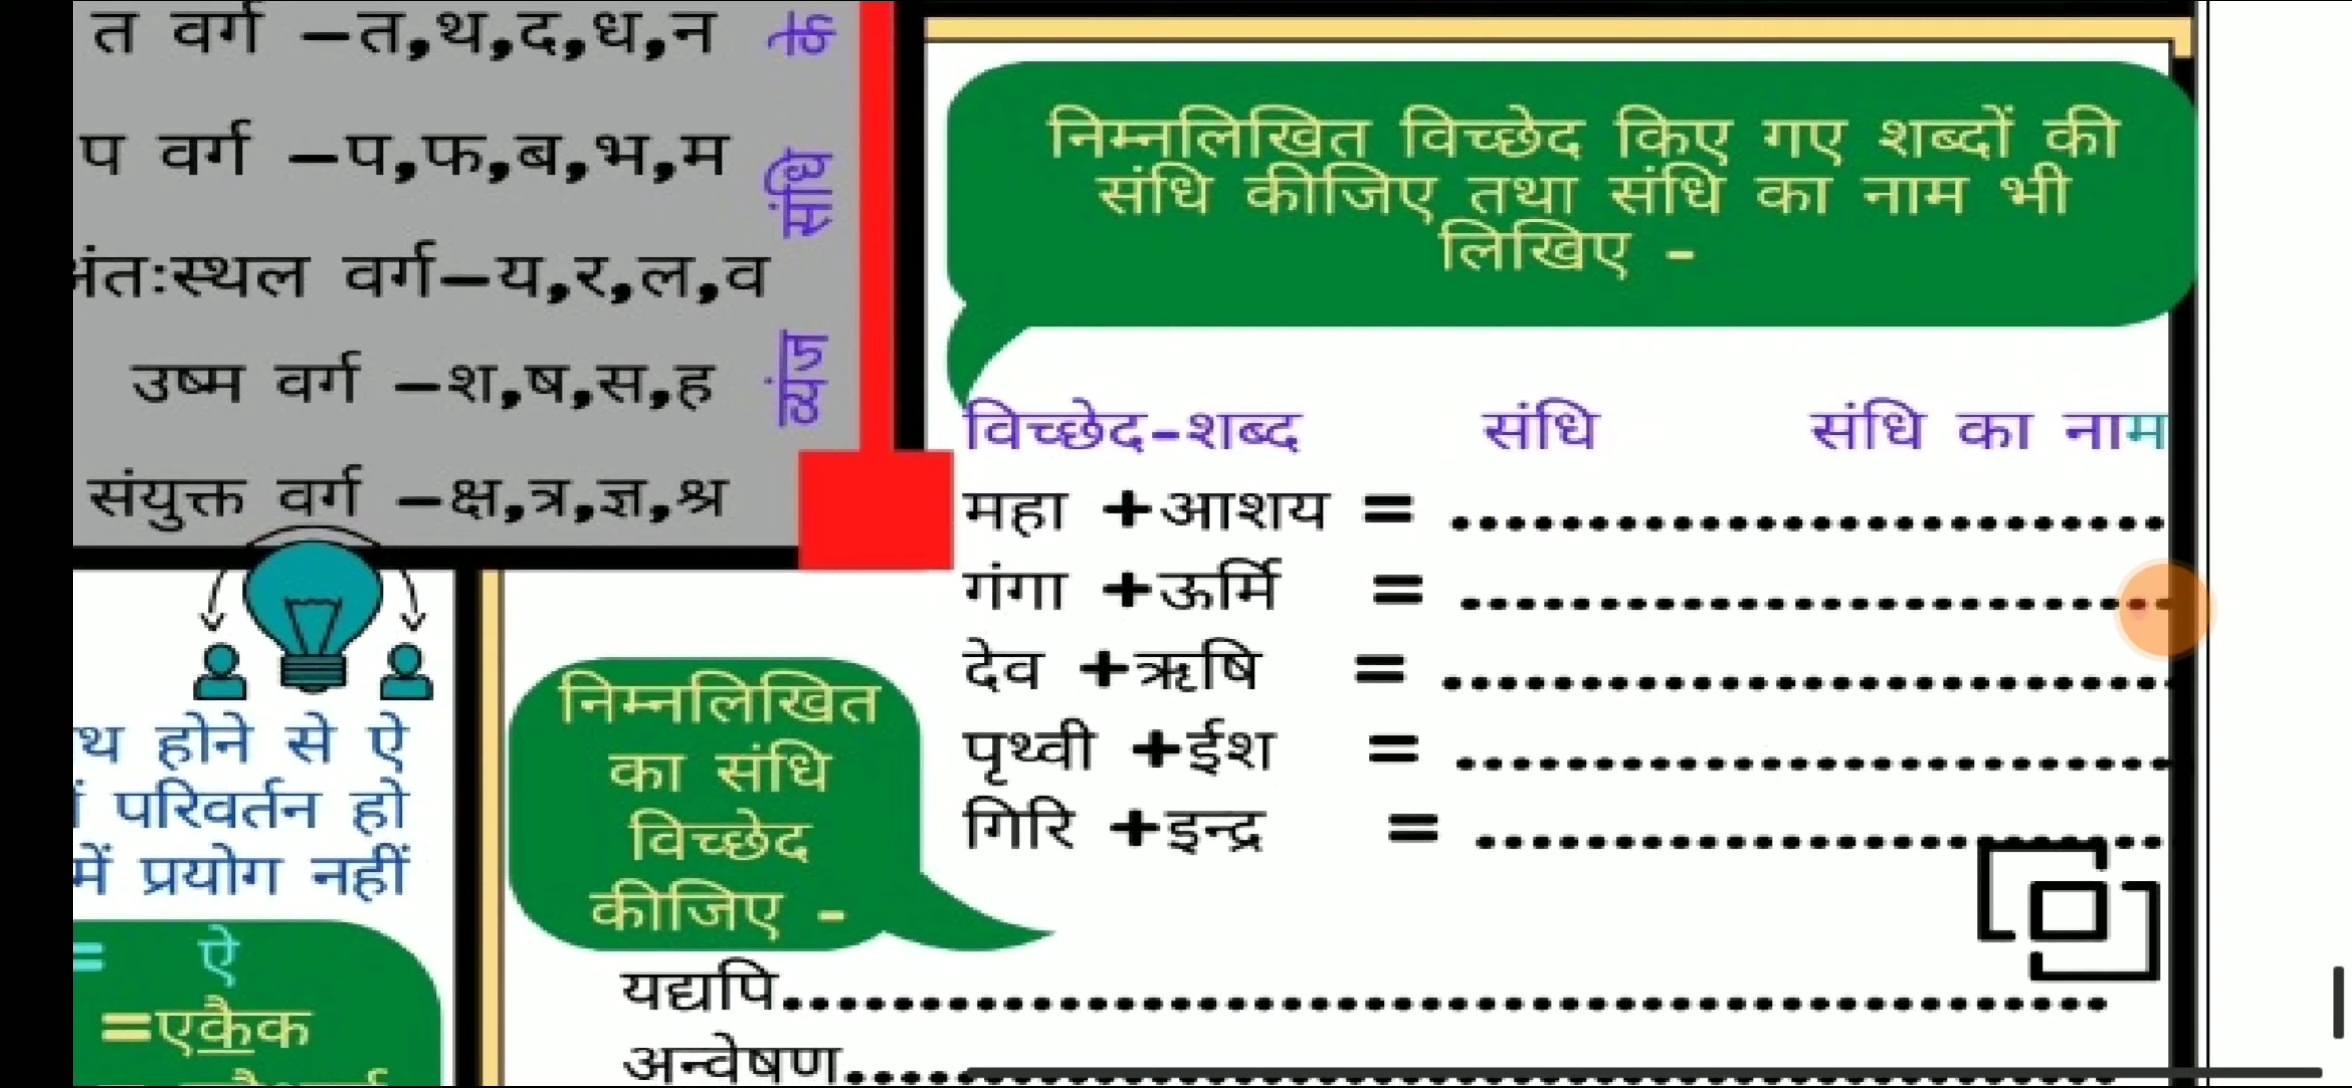 त वर्ग –त,थ,द,ध,न
प वर्ग –प,फ,ब,भ,म
अंतःस्थल वर्ग–य,र,ल,व
उष्म वर्ग –श,ष,स,ह
संयुक्त वर्ग –क्ष,त्र,ज्ञ,श्र
व्यंज संधि के
निम्नलिखित विच्छेद किए गए शब्दों की
संधि कीजिए तथा संधि का नाम भी
लिखिए -
विच्छेद-शब्द संधि संधि का नाम
महा +आशय = ..........................
गंगा +ऊर्मि = ..........................
देव +ऋषि = ..........................
पृथ्वी +ईश = ..........................
गिरि +इन्द्र = .........................
थ होने से ऐ
परिवर्तन हो
में प्रयोग नहीं
= ऐ
=एकैक
निम्नलिखित
का संधि
विच्छेद
कीजिए -
यद्यपि................................................
अन्वेषण..............................................